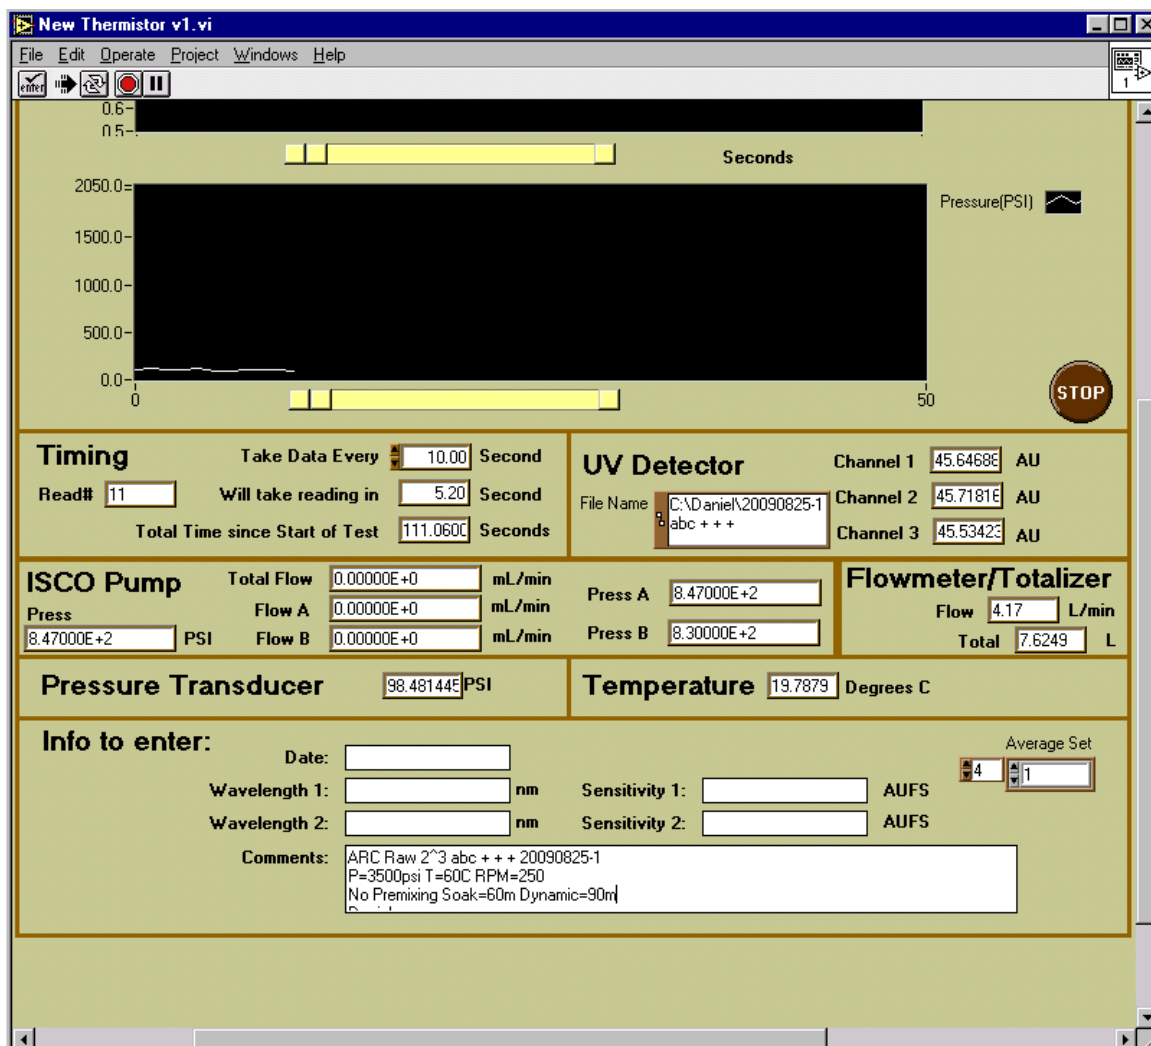 New Thermistor v1.vi
File Edit Operate Project Windows Help
enter
1
0.6
0.5
Seconds
2050.0
1500.0
1000.0
500.0
0.0
0 50
Pressure(PSI)
STOP
Timing
Take Data Every 10.00 Second
Read# 11 Will take reading in 5.20 Second
Total Time since Start of Test 111.0600 Seconds
UV Detector
File Name C:\Daniel\20090825-1
abc + + +
Channel 1 45.64688 AU
Channel 2 45.71816 AU
Channel 3 45.53423 AU
ISCO Pump
Press
8.47000E+2 PSI
Total Flow 0.00000E+0 mL/min
Flow A 0.00000E+0 mL/min
Flow B 0.00000E+0 mL/min
Press A 8.47000E+2
Press B 8.30000E+2
Flowmeter/Totalizer
Flow 4.17 L/min
Total 7.6249 L
Pressure Transducer 98.481445 PSI
Temperature 19.7879 Degrees C
Info to enter:
Average Set
4 1
Date:
Wavelength 1: nm Sensitivity 1: AUFS
Wavelength 2: nm Sensitivity 2: AUFS
Comments: ARC Raw 2^3 abc + + + 20090825-1
P=3500psi T=60C RPM=250
No Premixing Soak=60m Dynamic=90m